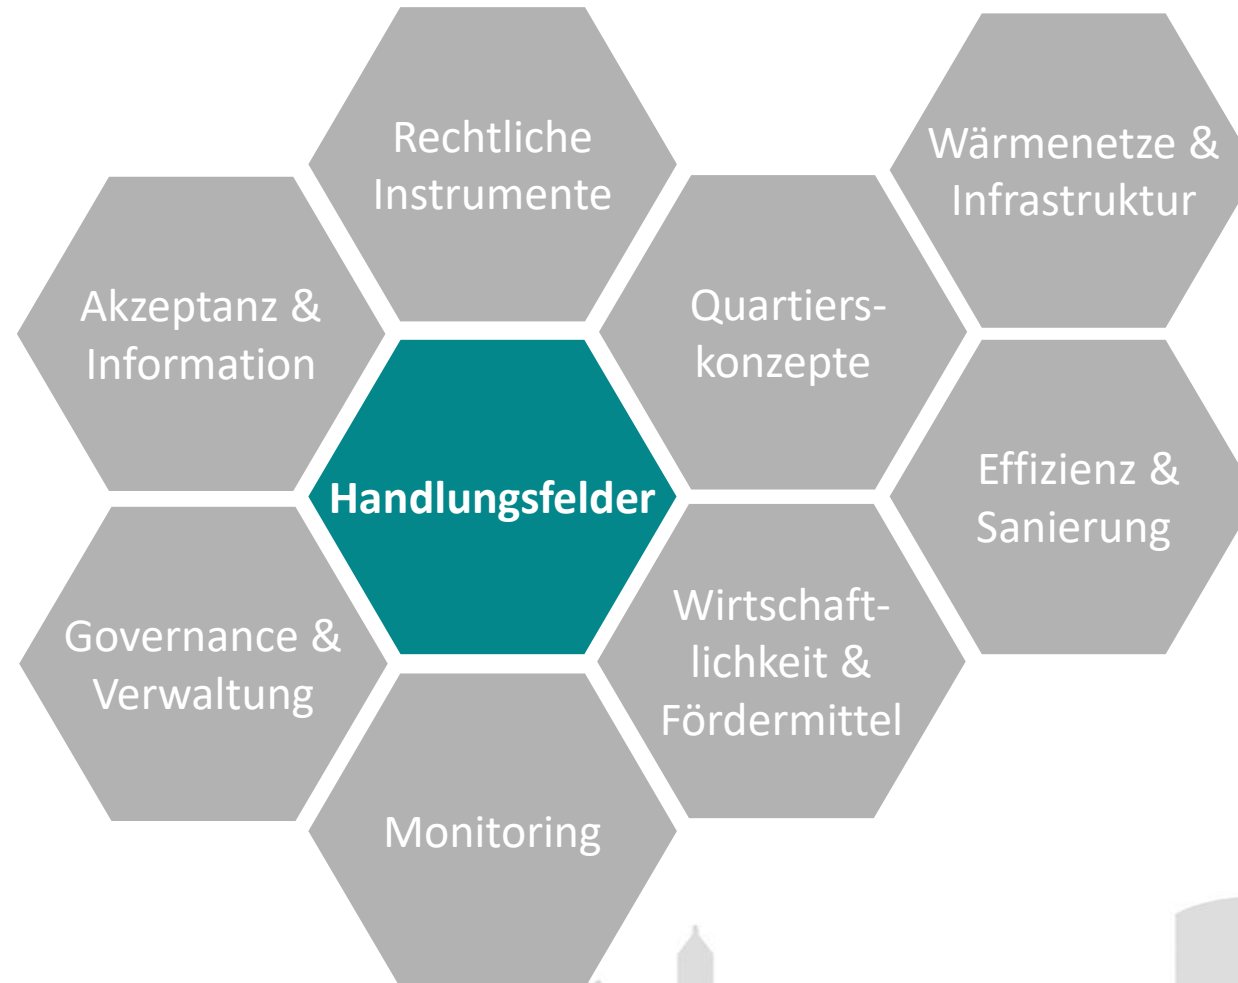 Rechtliche
Instrumente
Wärmenetze &
Infrastruktur
Akzeptanz &
Information
Quartiers-
konzepte
Handlungsfelder
Effizienz &
Sanierung
Governance &
Verwaltung
Wirtschaft-
lichkeit &
Fördermittel
Monitoring